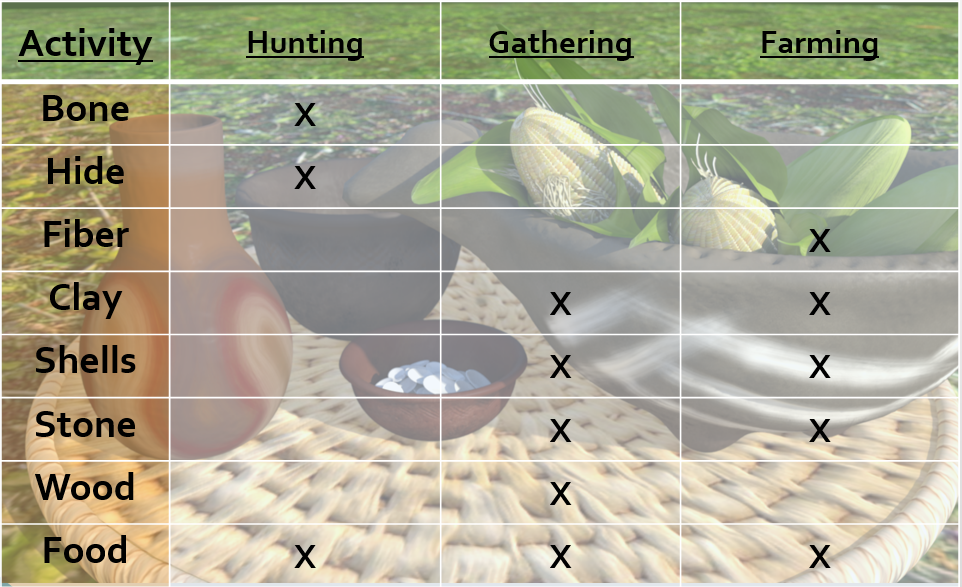 Activity Hunting Gathering Farming
Bone X
Hide X
Fiber X
Clay X X
Shells X X
Stone X X
Wood X
Food X X X